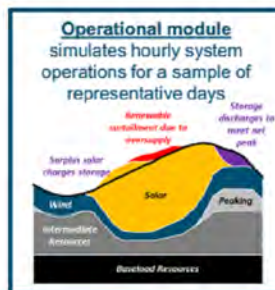 Operational module
simulates hourly system
operations for a sample of
representative days
Renewable
curtailment due to
oversupply
Storage
discharges to
meet net
peak
Surplus solar
charges storage
Solar
Wind
Peaking
Intermediate
Resources
Baseload Resources